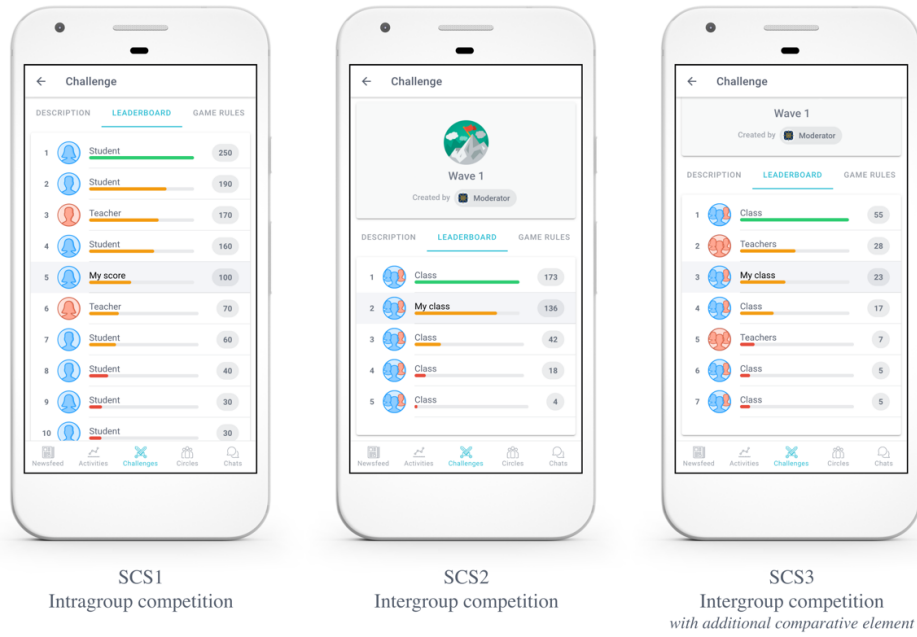 Challenge
DESCRIPTION LEADERBOARD GAME RULES
1 Student 250
2 Student 190
3 Teacher 170
4 Student 160
5 My score 100
6 Teacher 70
7 Student 60
8 Student 40
9 Student 30
10 Student 30
Newsfeed Activities Challenges Circles Chats
SCS1
Intragroup competition
Challenge
Wave 1
Created by Moderator
DESCRIPTION LEADERBOARD GAME RULES
1 Class 173
2 My class 136
3 Class 42
4 Class 18
5 Class 4
Newsfeed Activities Challenges Circles Chats
SCS2
Intergroup competition
Challenge
Wave 1
Created by Moderator
DESCRIPTION LEADERBOARD GAME RULES
1 Class 55
2 Teachers 28
3 My class 23
4 Class 17
5 Teachers 7
6 Class 5
7 Class 5
Newsfeed Activities Challenges Circles Chats
SCS3
Intergroup competition
with additional comparative element